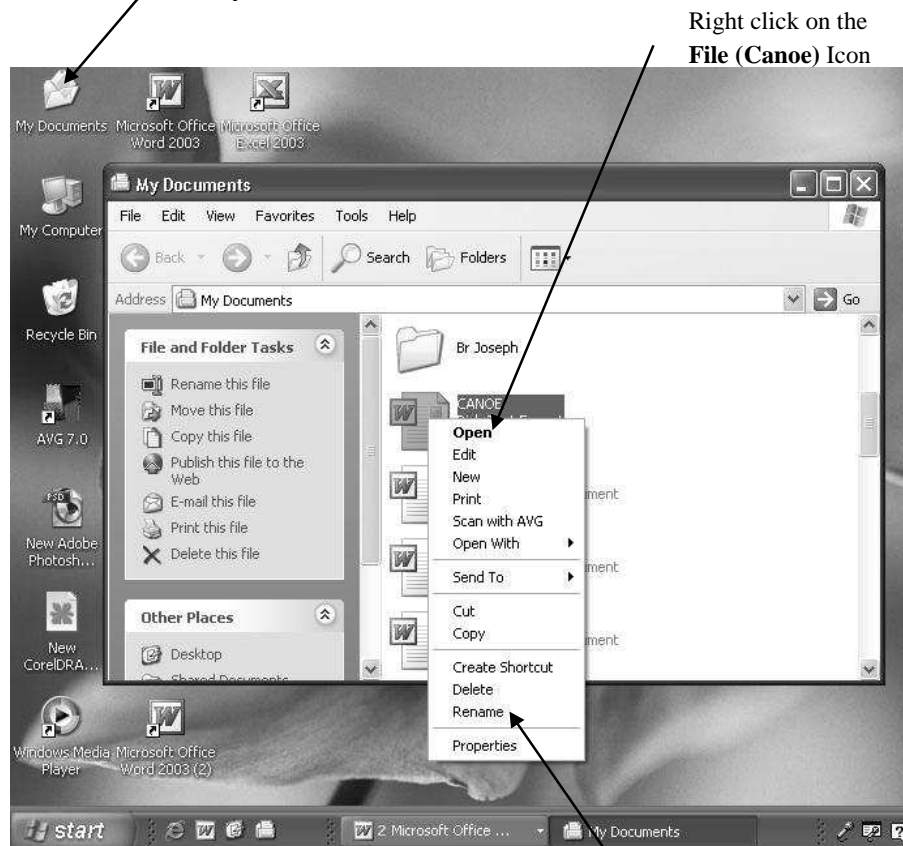 Right click on the
File (Canoe) Icon
My Documents
Microsoft Office
Word 2003
Microsoft Office
Excel 2003
My Computer
Recycle Bin
AVG 7.0
New Adobe
Photosh...
New
CorelDRA...
Windows Media
Player
Microsoft Office
Word 2003 (2)
My Documents
File Edit View Favorites Tools Help
Back Search Folders
Address My Documents Go
File and Folder Tasks
Rename this file
Move this file
Copy this file
Publish this file to the
Web
E-mail this file
Print this file
Delete this file
Other Places
Desktop
Shared Documents
Br Joseph
CANOE
Open
Edit
New
Print
Scan with AVG
Open With
Send To
Cut
Copy
Create Shortcut
Delete
Rename
Properties
start
2 Microsoft Office ...
My Documents